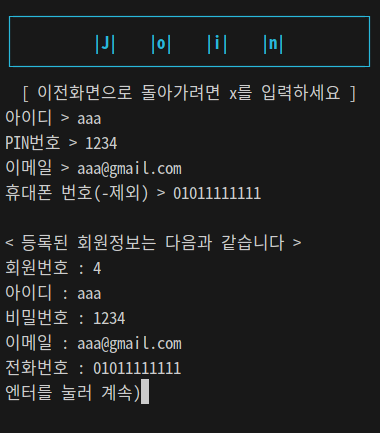 |J| |o| |i| |n|
[ 이전화면으로 돌아가려면 x를 입력하세요 ]
아이디 > aaa
PIN번호 > 1234
이메일 > aaa@gmail.com
휴대폰 번호(-제외) > 01011111111
< 등록된 회원정보는 다음과 같습니다 >
회원번호 : 4
아이디 : aaa
비밀번호 : 1234
이메일 : aaa@gmail.com
전화번호 : 01011111111
엔터를 눌러 계속)